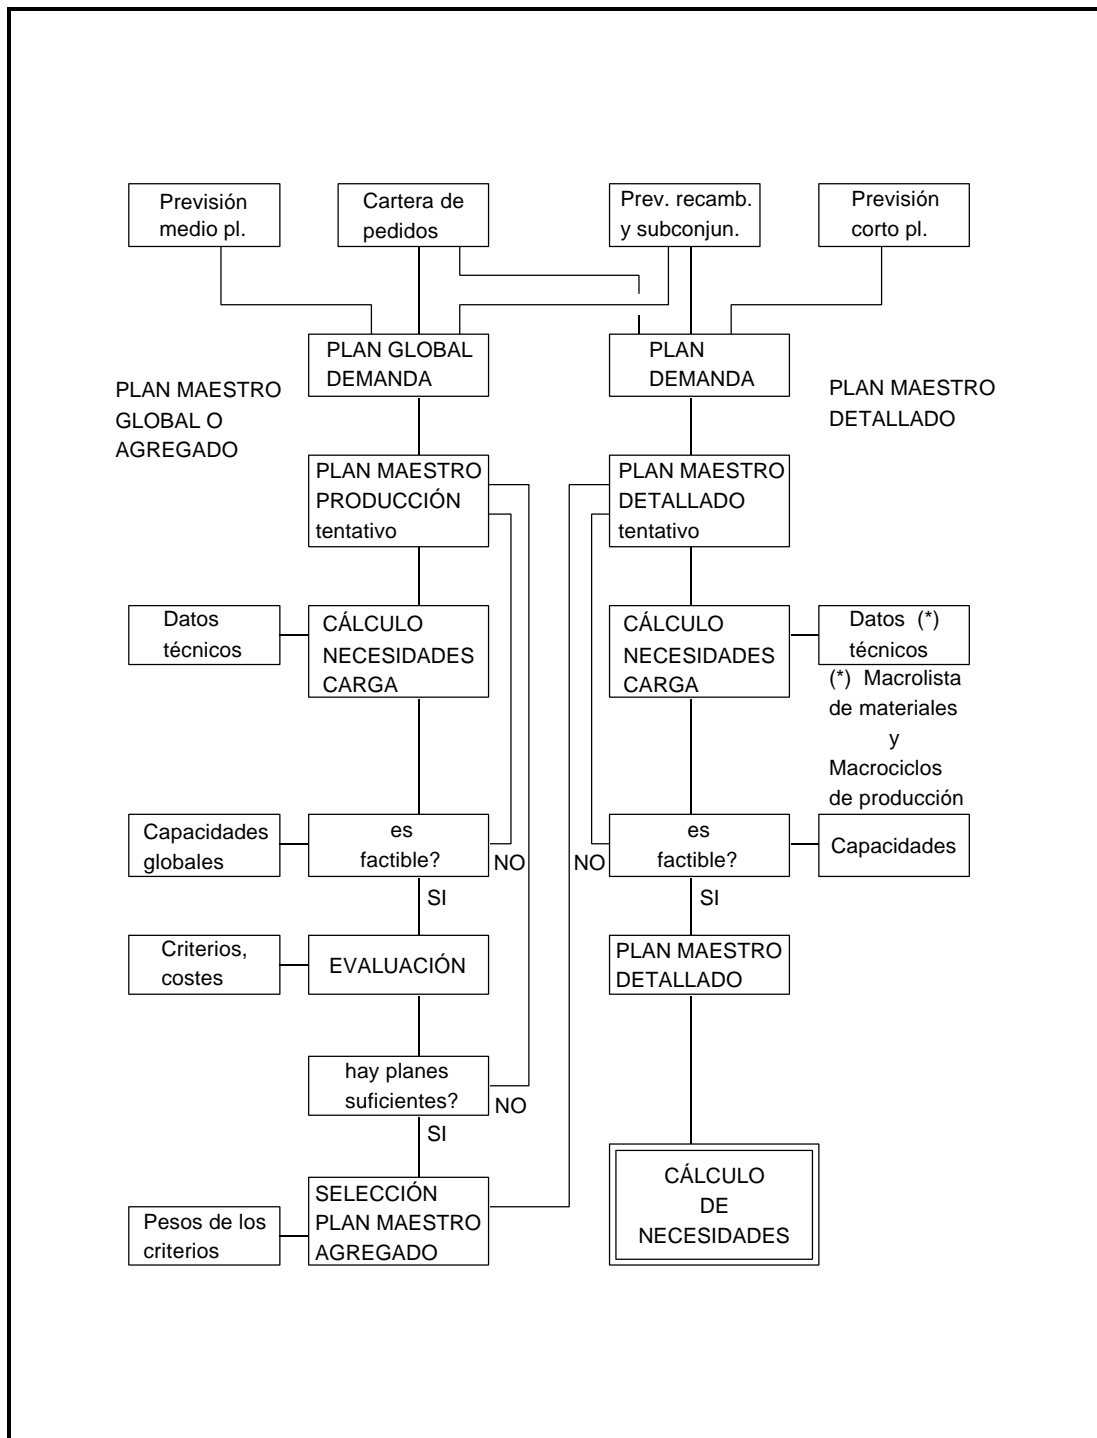 Previsión
medio pl.
Cartera de
pedidos
Prev. recamb.
y subconjun.
Previsión
corto pl.
PLAN GLOBAL
DEMANDA
PLAN
DEMANDA
PLAN MAESTRO
GLOBAL O
AGREGADO
PLAN MAESTRO
DETALLADO
PLAN MAESTRO
PRODUCCIÓN
tentativo
PLAN MAESTRO
DETALLADO
tentativo
Datos
técnicos
CÁLCULO
NECESIDADES
CARGA
CÁLCULO
NECESIDADES
CARGA
Datos (*)
técnicos
(*) Macrolista
de materiales
y
Macrociclos
de producción
Capacidades
globales
es
factible?
NO
SI
NO
es
factible?
SI
Capacidades
Criterios,
costes
EVALUACIÓN
PLAN MAESTRO
DETALLADO
hay planes
suficientes?
NO
SI
Pesos de los
criterios
SELECCIÓN
PLAN MAESTRO
AGREGADO
CÁLCULO
DE
NECESIDADES